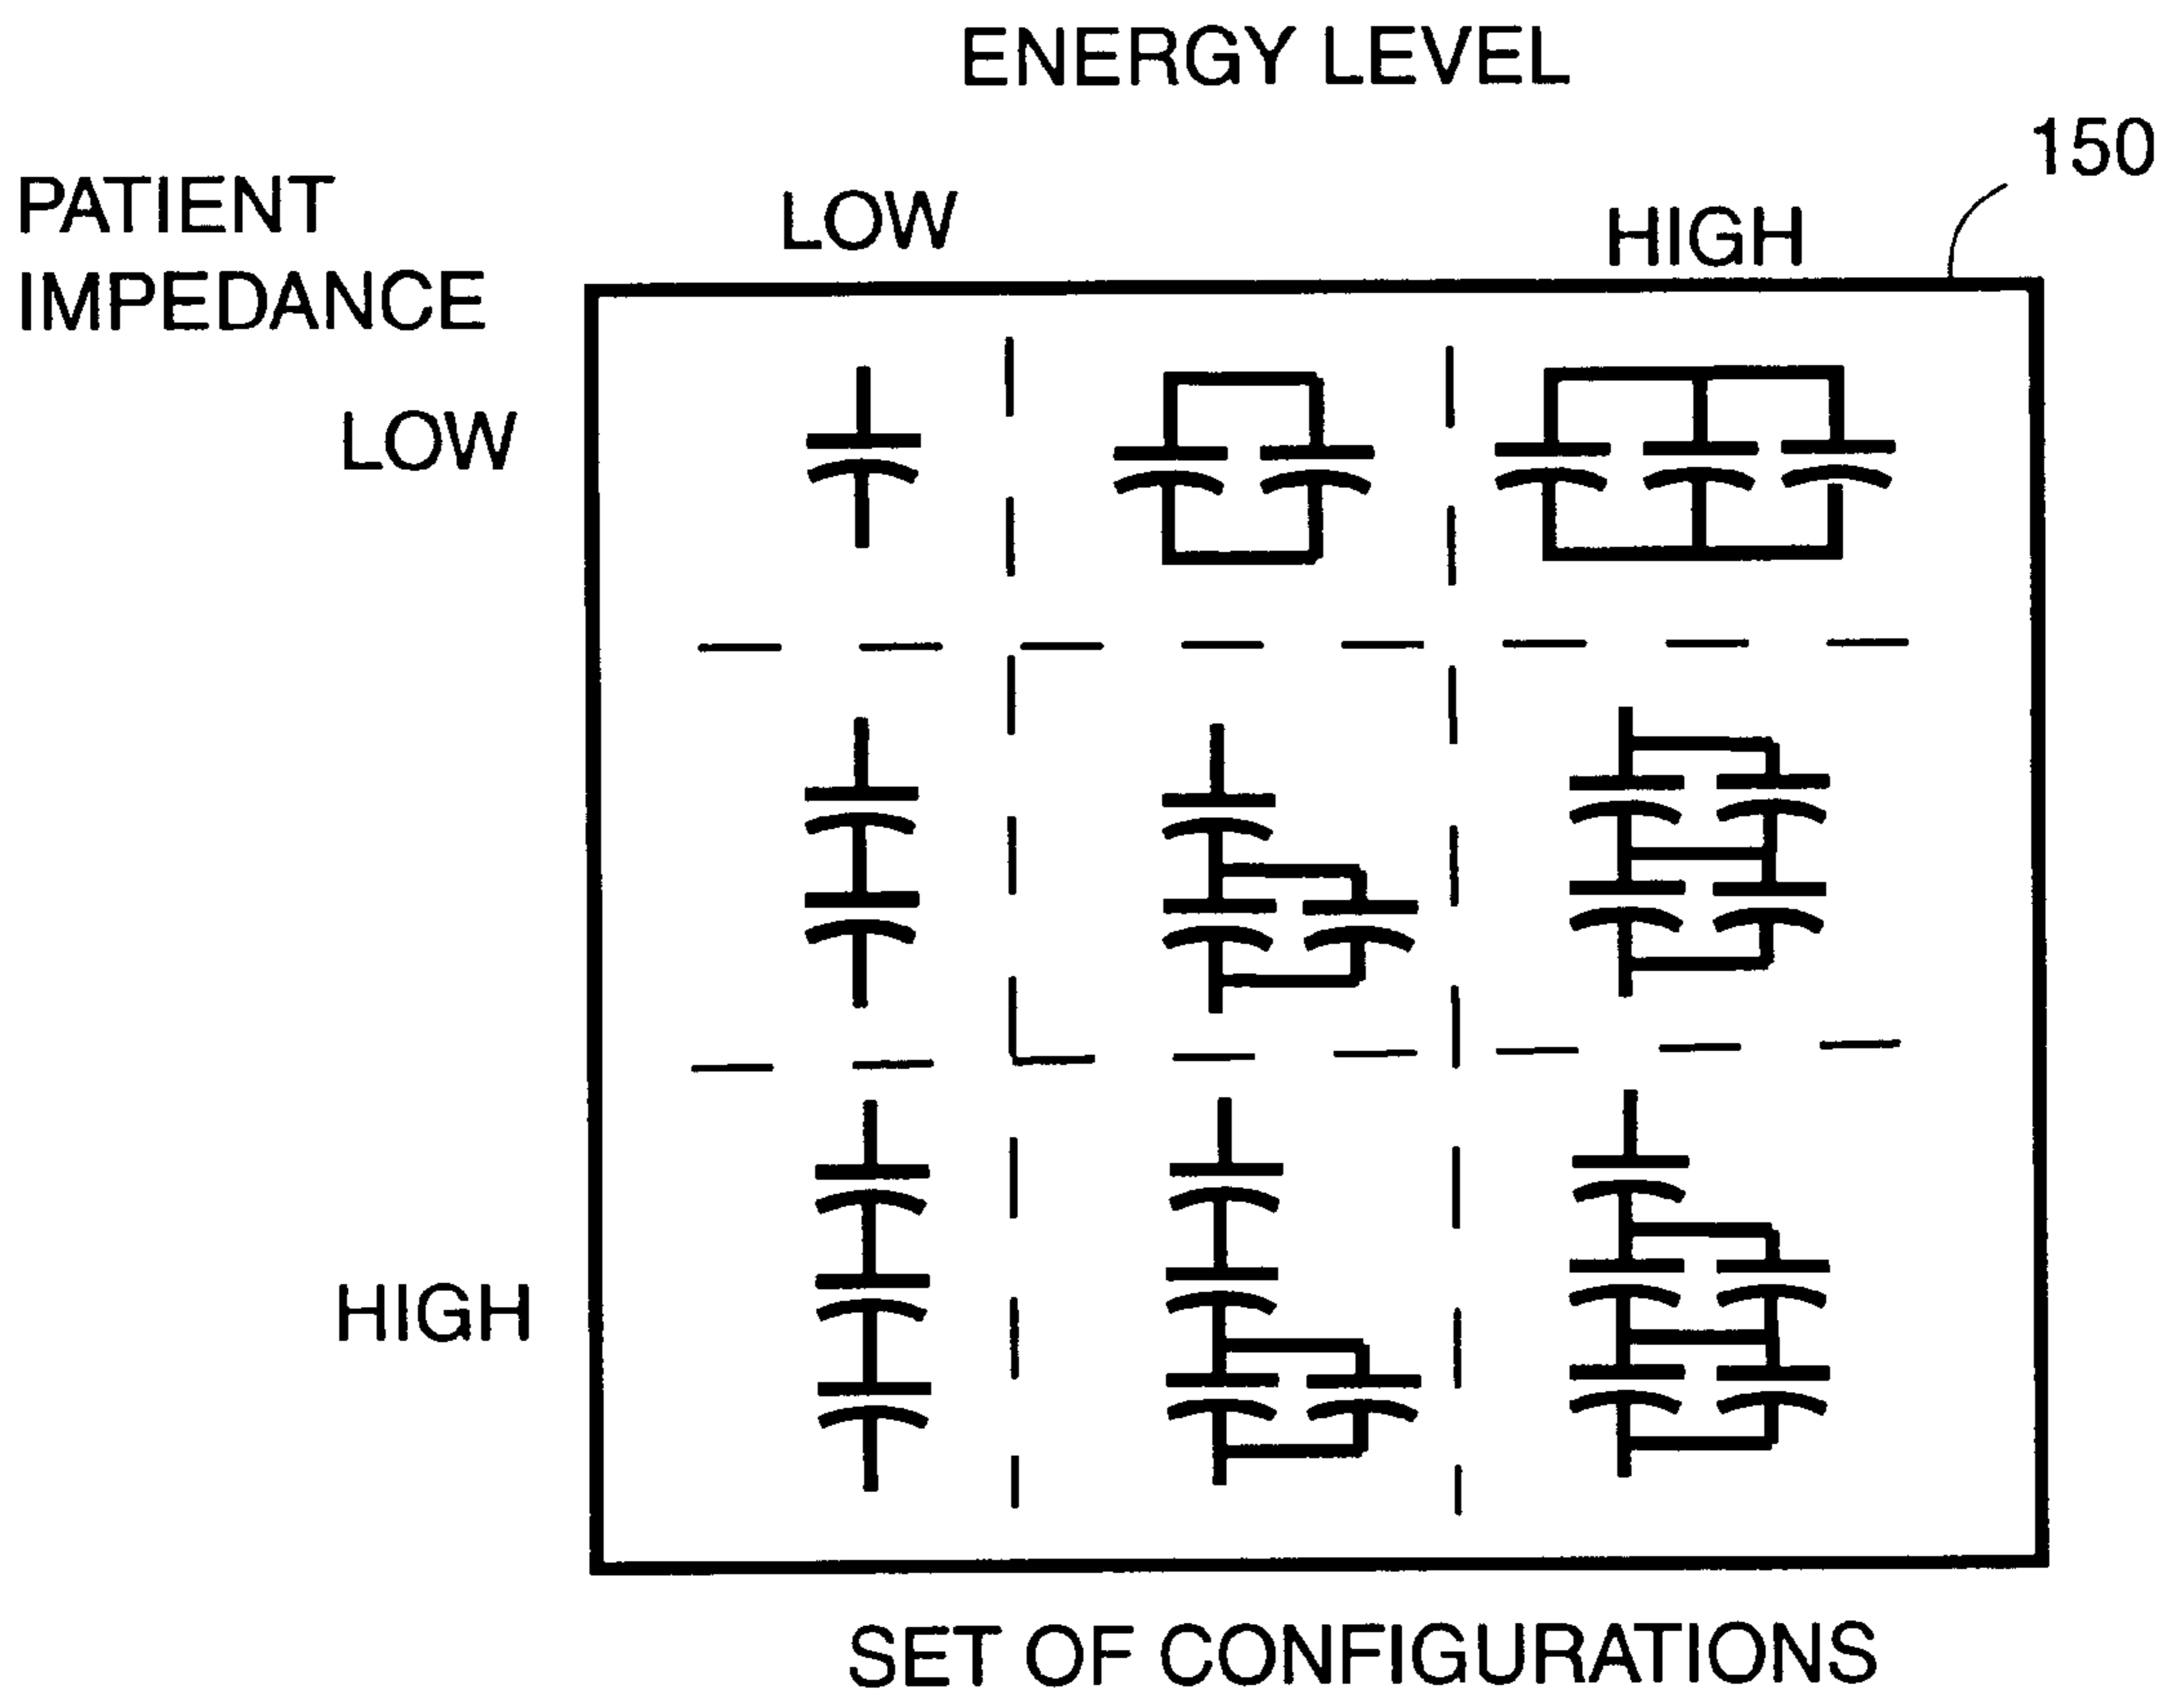 ENERGY LEVEL
150
PATIENT
IMPEDANCE
LOW
HIGH
LOW
HIGH
SET OF CONFIGURATIONS